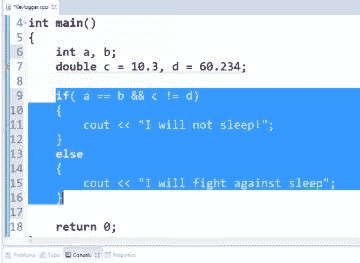 *Keylogger.cpp
4 int main()
5 {
6 int a, b;
7 double c = 10.3, d = 60.234;
8
9 if( a == b && c != d)
10 {
11 cout << "I will not sleep!";
12 }
13 else
14 {
15 cout << "I will fight against sleep";
16 }
17
18 return 0;
Problems Tasks Console Properties